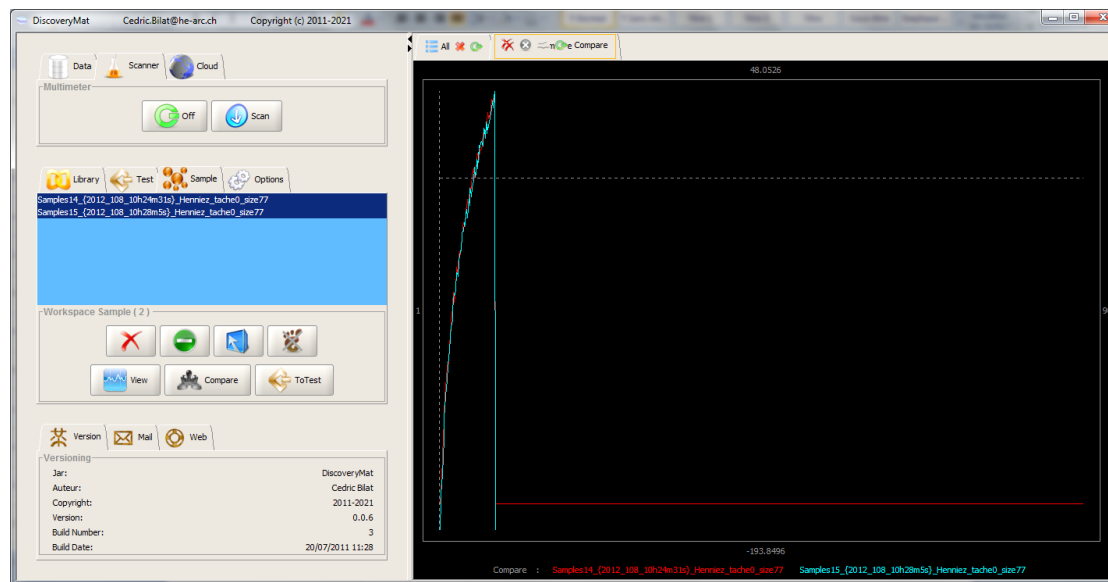 DiscoveryMat Cedric.Bilat@he-arc.ch Copyright (c) 2011-2021
Data Scanner Cloud
Multimeter
Off Scan
Library Test Sample Options
Samples14_{2012_108_10h24m31s}_Henniez_tache0_size77
Samples15_{2012_108_10h28m5s}_Henniez_tache0_size77
Workspace Sample ( 2 )
View Compare ToTest
Version Mail Web
Versioning
Jar: DiscoveryMat
Auteur: Cedric Bilat
Copyright: 2011-2021
Version: 0.0.6
Build Number: 3
Build Date: 20/07/2011 11:28
All Compare
48.0526
1
-193.8496
Compare : Samples14_{2012_108_10h24m31s}_Henniez_tache0_size77 Samples15_{2012_108_10h28m5s}_Henniez_tache0_size77